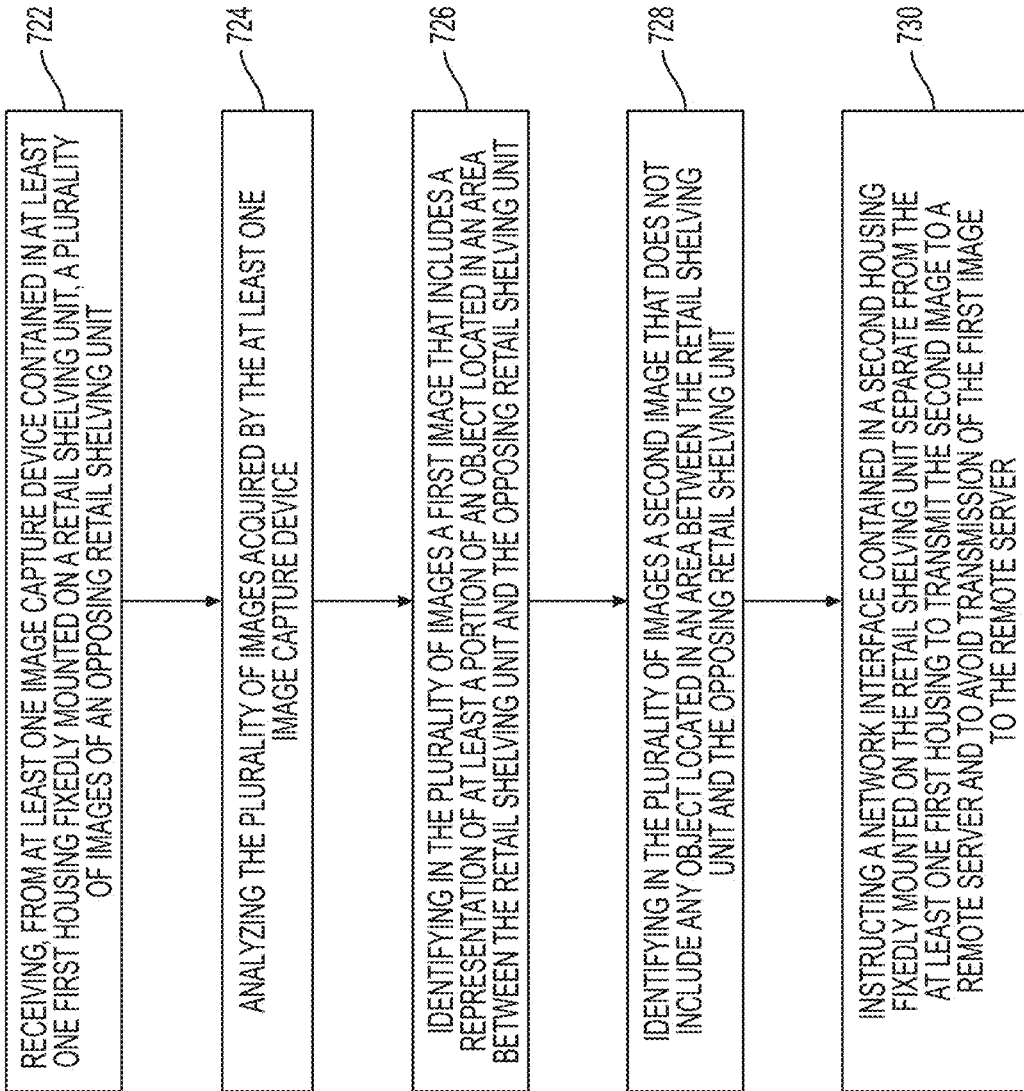 RECEIVING, FROM AT LEAST ONE IMAGE CAPTURE DEVICE CONTAINED IN AT LEAST
ONE FIRST HOUSING FIXEDLY MOUNTED ON A RETAIL SHELVING UNIT, A PLURALITY
OF IMAGES OF AN OPPOSING RETAIL SHELVING UNIT
722
ANALYZING THE PLURALITY OF IMAGES ACQUIRED BY THE AT LEAST ONE
IMAGE CAPTURE DEVICE
724
IDENTIFYING IN THE PLURALITY OF IMAGES A FIRST IMAGE THAT INCLUDES A
REPRESENTATION OF AT LEAST A PORTION OF AN OBJECT LOCATED IN AN AREA
BETWEEN THE RETAIL SHELVING UNIT AND THE OPPOSING RETAIL SHELVING UNIT
726
IDENTIFYING IN THE PLURALITY OF IMAGES A SECOND IMAGE THAT DOES NOT
INCLUDE ANY OBJECT LOCATED IN AN AREA BETWEEN THE RETAIL SHELVING
UNIT AND THE OPPOSING RETAIL SHELVING UNIT
728
INSTRUCTING A NETWORK INTERFACE CONTAINED IN A SECOND HOUSING
FIXEDLY MOUNTED ON THE RETAIL SHELVING UNIT SEPARATE FROM THE
AT LEAST ONE FIRST HOUSING TO TRANSMIT THE SECOND IMAGE TO A
REMOTE SERVER AND TO AVOID TRANSMISSION OF THE FIRST IMAGE
TO THE REMOTE SERVER
730